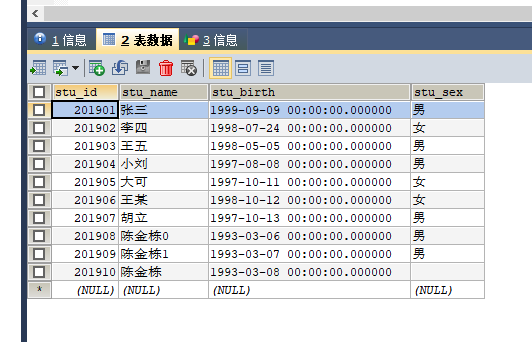 1 信息 2 表数据 3 信息
stu_id stu_name stu_birth stu_sex
201901 张三 1999-09-09 00:00:00.000000 男
201902 李四 1998-07-24 00:00:00.000000 女
201903 王五 1998-05-05 00:00:00.000000 男
201904 小刘 1997-08-08 00:00:00.000000 男
201905 大可 1997-10-11 00:00:00.000000 女
201906 王某 1998-10-12 00:00:00.000000 女
201907 胡立 1997-10-13 00:00:00.000000 男
201908 陈金栋0 1993-03-06 00:00:00.000000 男
201909 陈金栋1 1993-03-07 00:00:00.000000 男
201910 陈金栋 1993-03-08 00:00:00.000000
* (NULL) (NULL) (NULL) (NULL)